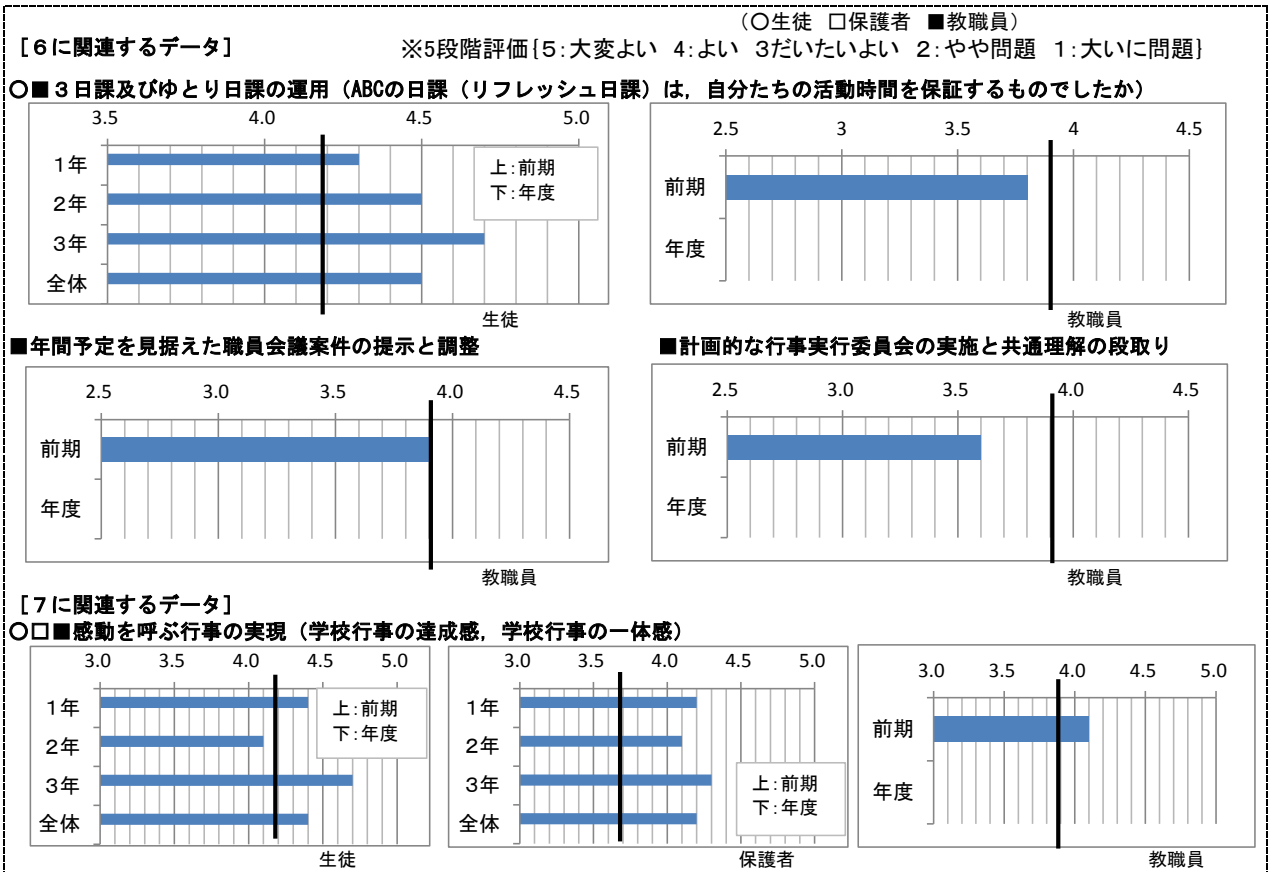 (○生徒 □保護者 ■教職員)
[6に関連するデータ]
※5段階評価{5:大変よい 4:よい 3だいたいよい 2:やや問題 1:大いに問題}
○■3日課及びゆとり日課の運用(ABCの日課(リフレッシュ日課)は,自分たちの活動時間を保証するものでしたか)
3.5 4.0 4.5 5.0
1年
2年
3年
全体
上:前期
下:年度
生徒
2.5 3 3.5 4 4.5
前期
年度
教職員
■年間予定を見据えた職員会議案件の提示と調整
2.5 3.0 3.5 4.0 4.5
前期
年度
教職員
■計画的な行事実行委員会の実施と共通理解の段取り
2.5 3.0 3.5 4.0 4.5
前期
年度
教職員
[7に関連するデータ]
○□■感動を呼ぶ行事の実現(学校行事の達成感,学校行事の一体感)
3.0 3.5 4.0 4.5 5.0
1年
2年
3年
全体
上:前期
下:年度
生徒
3.0 3.5 4.0 4.5 5.0
1年
2年
3年
全体
上:前期
下:年度
保護者
3.0 3.5 4.0 4.5 5.0
前期
年度
教職員